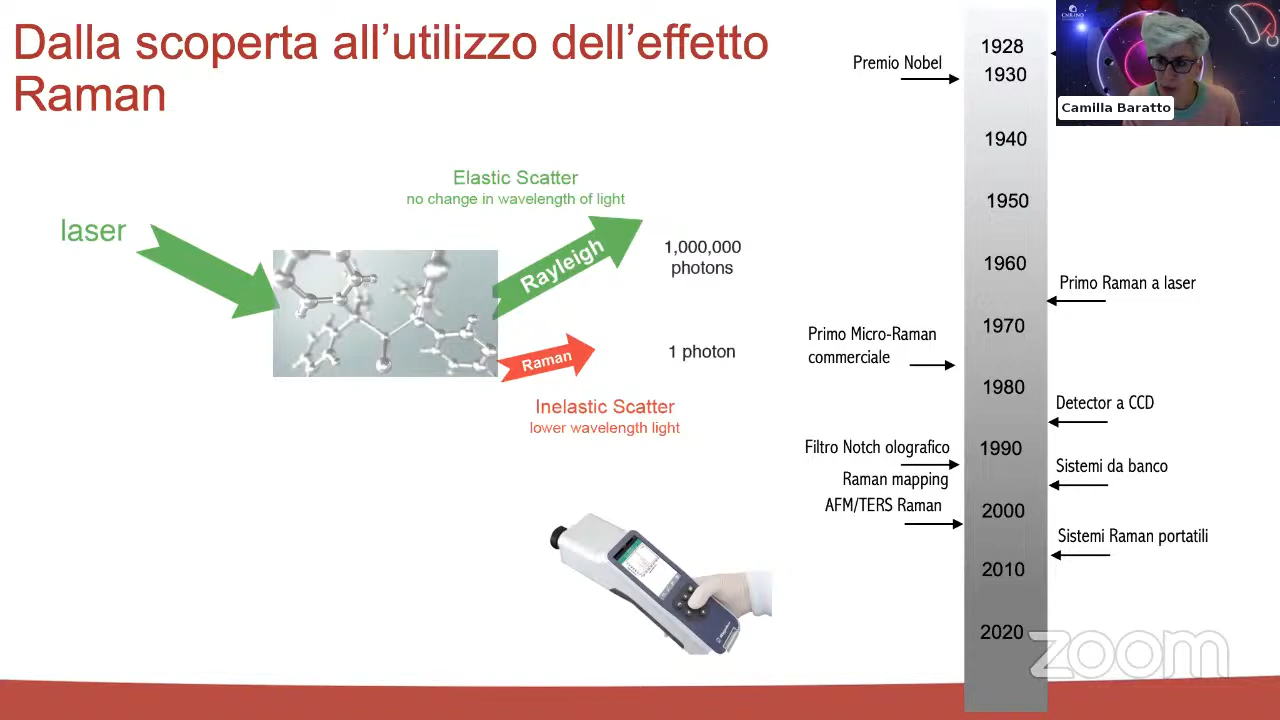 Dalla scoperta all'utilizzo dell'effetto
Raman
laser
Elastic Scatter
no change in wavelength of light
Rayleigh
1,000,000
photons
Raman
1 photon
Inelastic Scatter
lower wavelength light
1928
1930
1940
1950
1960
1970
1980
1990
2000
2010
2020
Premio Nobel
Primo Raman a laser
Primo Micro-Raman
commerciale
Detector a CCD
Filtro Notch olografico
Sistemi da banco
Raman mapping
AFM/TERS Raman
Sistemi Raman portatili
Camilla Baratto
zoom